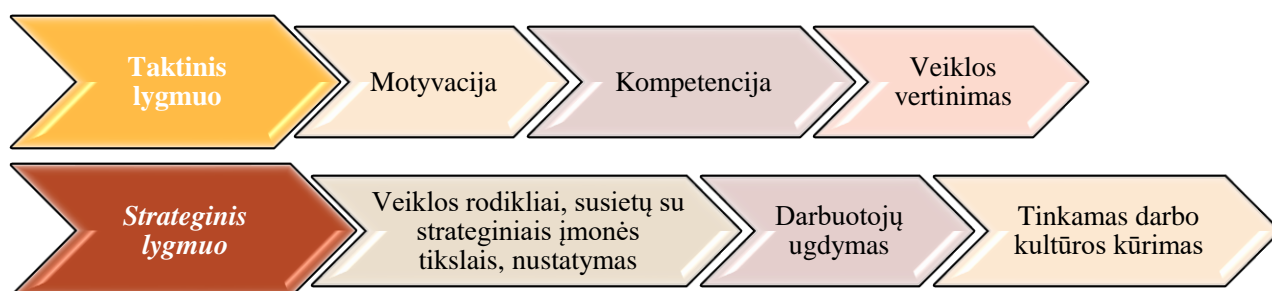 Taktinis
lygmuo
Motyvacija
Kompetencija
Veiklos
vertinimas
Strateginis
lygmuo
Veiklos rodikliai, susietų su
strateginiais įmonės
tikslais, nustatymas
Darbuotojų
ugdymas
Tinkamas darbo
kultūros kūrimas